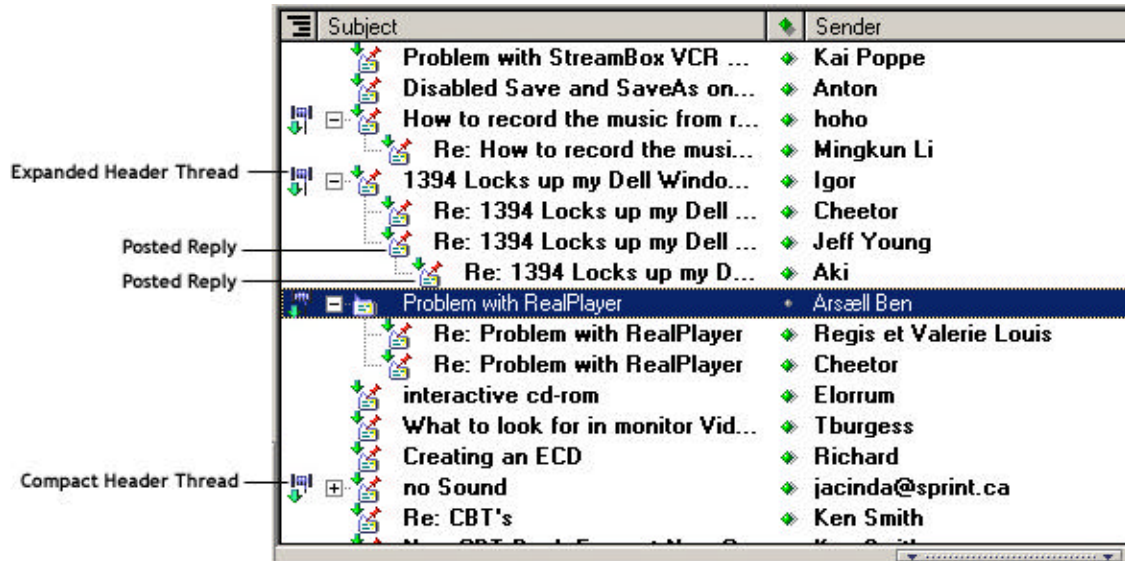 Subject Sender
Problem with StreamBox VCR ... Kai Poppe
Disabled Save and SaveAs on... Anton
How to record the music from r... hoho
Re: How to record the musi... Mingkun Li
Expanded Header Thread 1394 Locks up my Dell Windo... Igor
Re: 1394 Locks up my Dell ... Cheetor
Posted Reply Re: 1394 Locks up my Dell ... Jeff Young
Posted Reply Re: 1394 Locks up my D... Aki
Problem with RealPlayer Arsæll Ben
Re: Problem with RealPlayer Regis et Valerie Louis
Re: Problem with RealPlayer Cheetor
interactive cd-rom Elorrum
What to look for in monitor Vid... Tburgess
Creating an ECD Richard
Compact Header Thread no Sound jacinda@sprint.ca
Re: CBT's Ken Smith